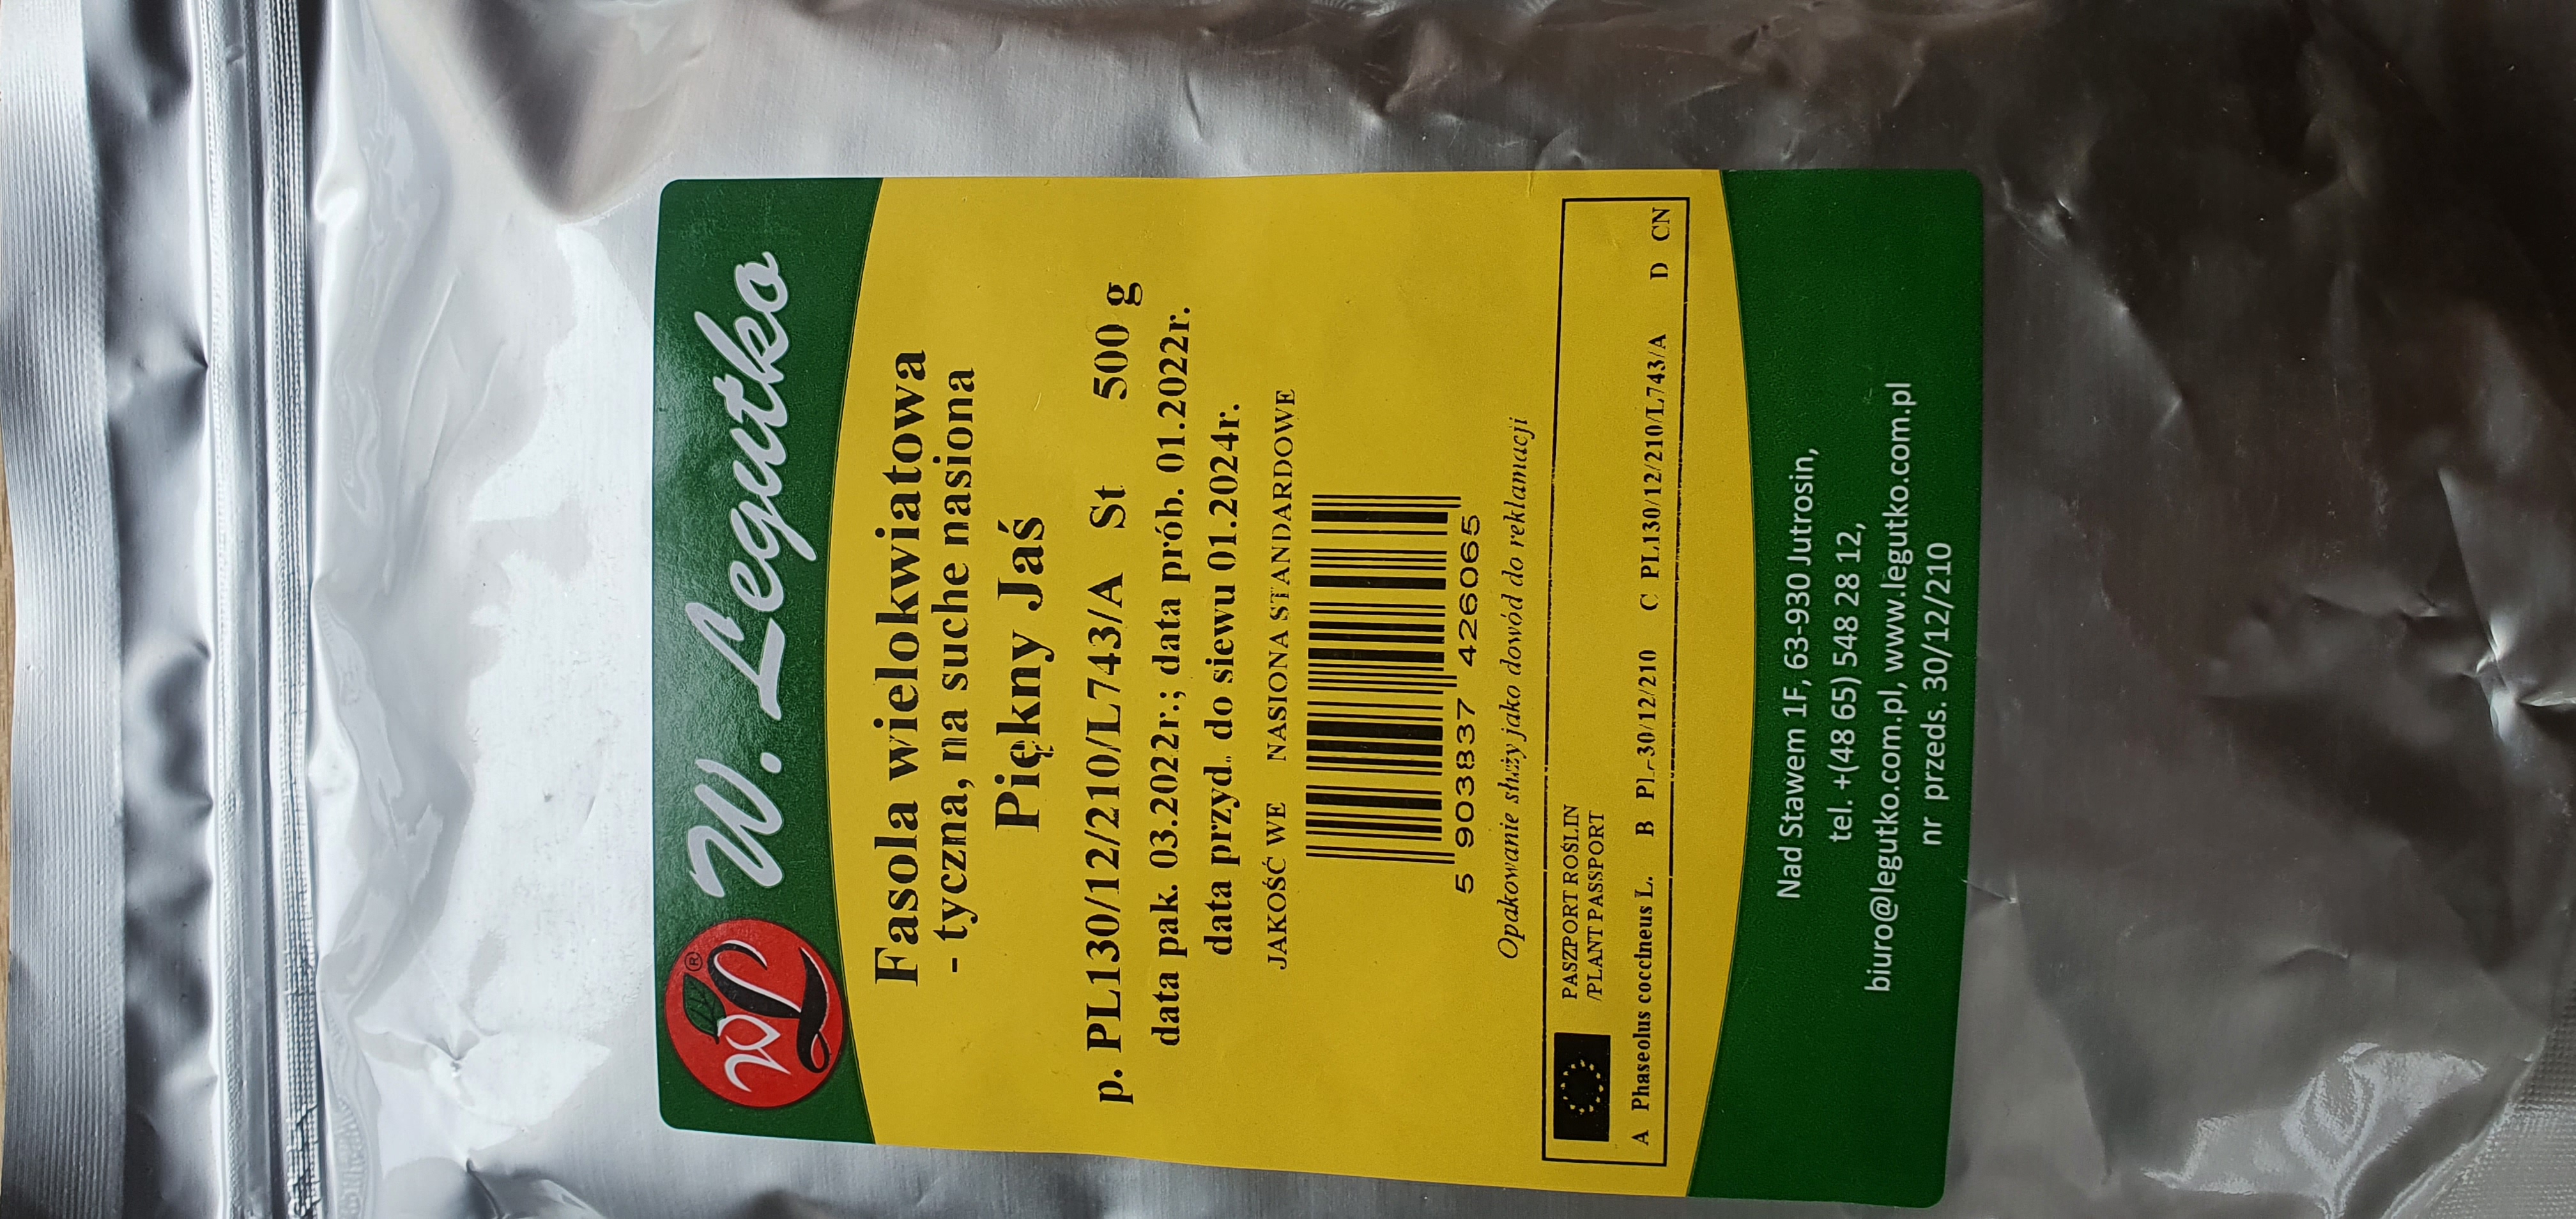 WL®
W. Legutko
Fasola wielokwiatowa
- tyczna, na suche nasiona
Piękny Jaś
p. PL130/12/210/L743/A St 500 g
data pak. 03.2022r.; data prób. 01.2022r.
data przyd. do siewu 01.2024r.
JAKOŚĆ WE NASIONA STANDARDOWE
5 903837 426065
Opakowanie służy jako dowód do reklamacji
PASZPORT ROŚLIN
/PLANT PASSPORT
A Phaseolus coccineus L. B PL-30/12/210 C PL130/12/210/L743/A D CN
Nad Stawem 1F, 63-930 Jutrosin,
tel. +(48 65) 548 28 12,
biuro@legutko.com.pl, www.legutko.com.pl
nr przeds. 30/12/210